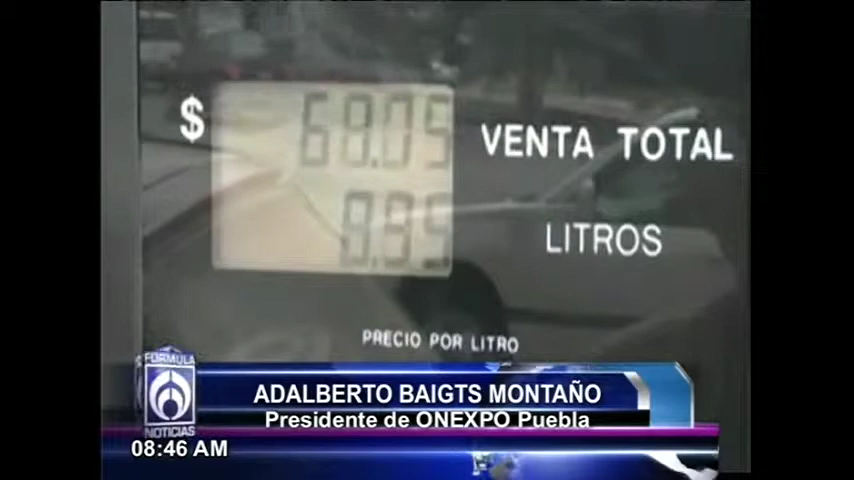 $ 68.05 VENTA TOTAL
LITROS
PRECIO POR LITRO
FORMULA
NOTICIAS
ADALBERTO BAIGTS MONTAÑO
Presidente de ONEXPO Puebla
08:46 AM